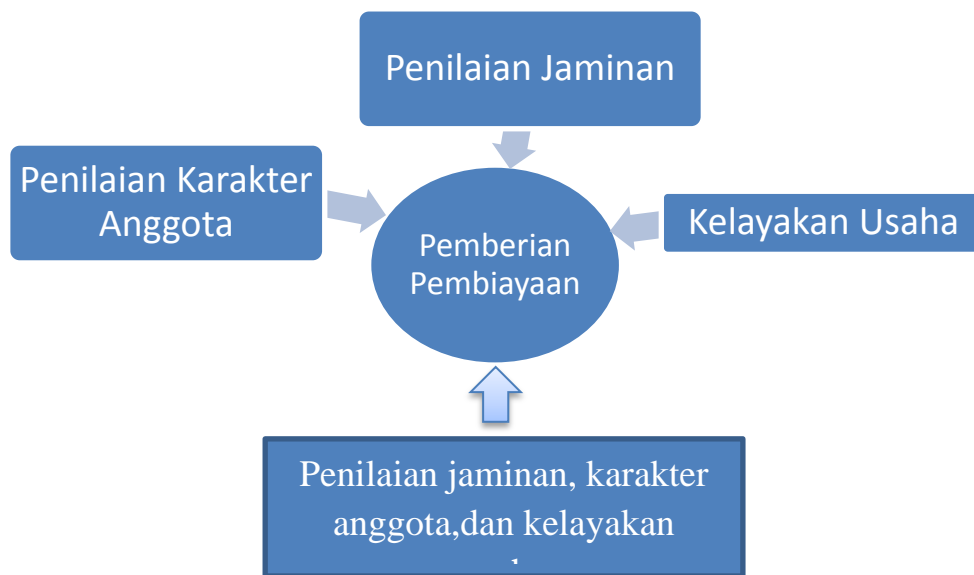 Penilaian Jaminan
Penilaian Karakter
Anggota
Kelayakan Usaha
Pemberian
Pembiayaan
Penilaian jaminan, karakter
anggota,dan kelayakan